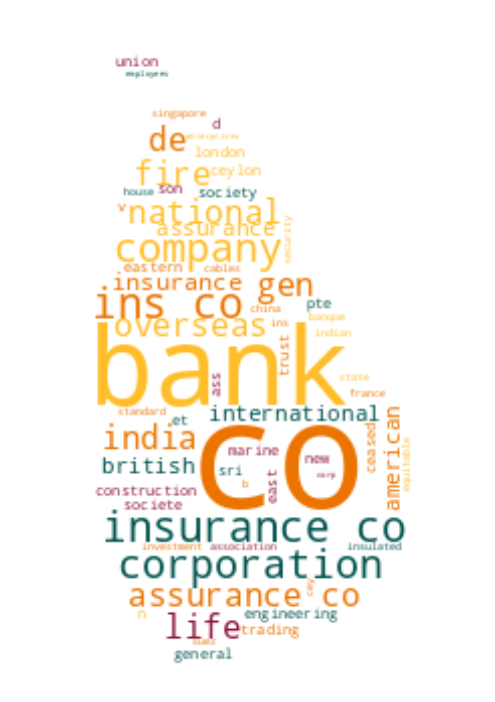 union
employees
singapore
d
de
enterprises
london
fire
ceylon
house
son
society
v
national
assurance
security
company
eastern
cables
insurance
gen
ins co
pte
china
banque
overseas
ins
indian
trust
bank
state
ass
france
standard
et
international
american
india
co
ceased
equitable
marine
new
british
sri
corp
east
b
construction
societe
insurance co
investment
association
insulated
corporation
cey
assurance co
n
engineering
life
trading
suez
general